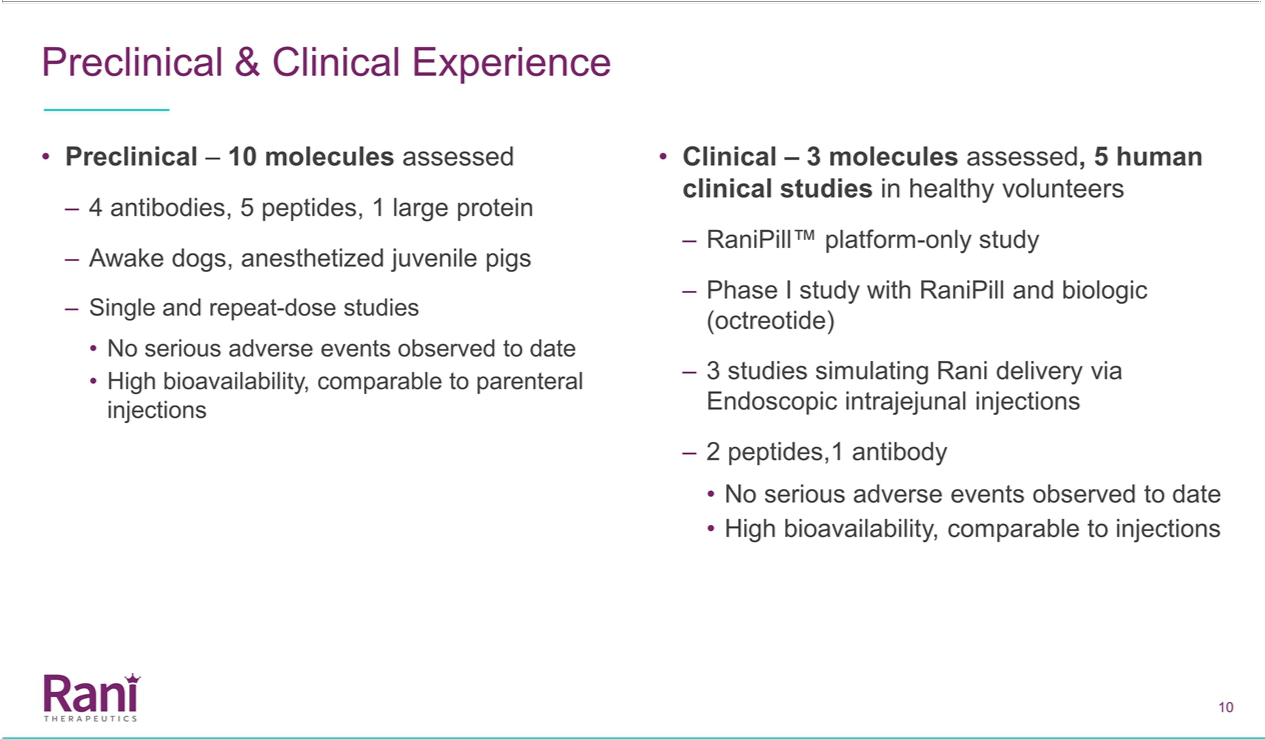 Preclinical & Clinical Experience
• Preclinical – 10 molecules assessed
– 4 antibodies, 5 peptides, 1 large protein
– Awake dogs, anesthetized juvenile pigs
– Single and repeat-dose studies
• No serious adverse events observed to date
• High bioavailability, comparable to parenteral
injections
• Clinical – 3 molecules assessed, 5 human
clinical studies in healthy volunteers
– RaniPill™ platform-only study
– Phase I study with RaniPill and biologic
(octreotide)
– 3 studies simulating Rani delivery via
Endoscopic intrajejunal injections
– 2 peptides,1 antibody
• No serious adverse events observed to date
• High bioavailability, comparable to injections
Rani
THERAPEUTICS
10